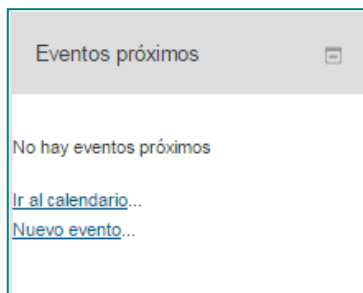 Eventos próximos
No hay eventos próximos
Ir al calendario...
Nuevo evento...